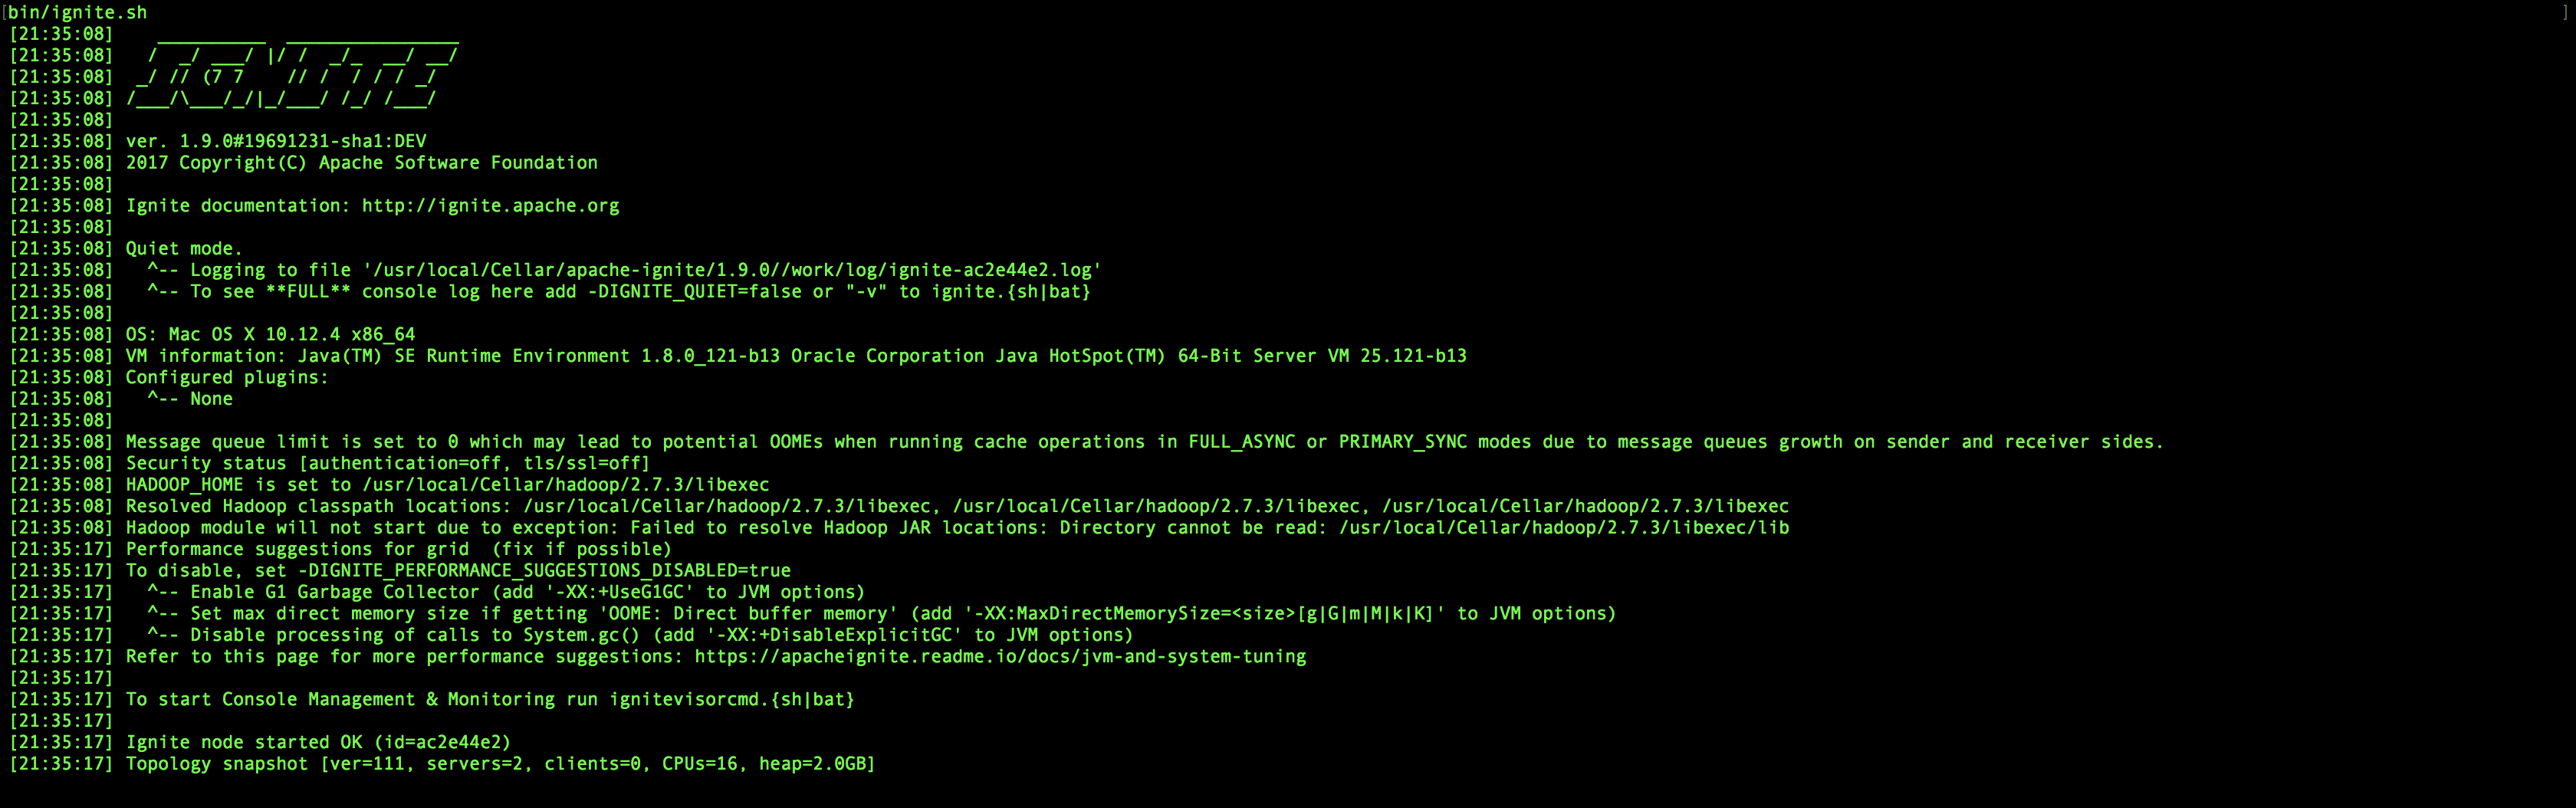 [bin/ignite.sh ]
[21:35:08]    __________  ________________
[21:35:08]   /  _/ ___/ |/ /  _/_  __/ __/
[21:35:08]  _/ // (7 7    // /  / / / _/
[21:35:08] /___/\___/_/|_/___/ /_/ /___/
[21:35:08]
[21:35:08] ver. 1.9.0#19691231-sha1:DEV
[21:35:08] 2017 Copyright(C) Apache Software Foundation
[21:35:08]
[21:35:08] Ignite documentation: http://ignite.apache.org
[21:35:08]
[21:35:08] Quiet mode.
[21:35:08]   ^-- Logging to file '/usr/local/Cellar/apache-ignite/1.9.0//work/log/ignite-ac2e44e2.log'
[21:35:08]   ^-- To see **FULL** console log here add -DIGNITE_QUIET=false or "-v" to ignite.{sh|bat}
[21:35:08]
[21:35:08] OS: Mac OS X 10.12.4 x86_64
[21:35:08] VM information: Java(TM) SE Runtime Environment 1.8.0_121-b13 Oracle Corporation Java HotSpot(TM) 64-Bit Server VM 25.121-b13
[21:35:08] Configured plugins:
[21:35:08]   ^-- None
[21:35:08]
[21:35:08] Message queue limit is set to 0 which may lead to potential OOMEs when running cache operations in FULL_ASYNC or PRIMARY_SYNC modes due to message queues growth on sender and receiver sides.
[21:35:08] Security status [authentication=off, tls/ssl=off]
[21:35:08] HADOOP_HOME is set to /usr/local/Cellar/hadoop/2.7.3/libexec
[21:35:08] Resolved Hadoop classpath locations: /usr/local/Cellar/hadoop/2.7.3/libexec, /usr/local/Cellar/hadoop/2.7.3/libexec, /usr/local/Cellar/hadoop/2.7.3/libexec
[21:35:08] Hadoop module will not start due to exception: Failed to resolve Hadoop JAR locations: Directory cannot be read: /usr/local/Cellar/hadoop/2.7.3/libexec/lib
[21:35:17] Performance suggestions for grid  (fix if possible)
[21:35:17] To disable, set -DIGNITE_PERFORMANCE_SUGGESTIONS_DISABLED=true
[21:35:17]   ^-- Enable G1 Garbage Collector (add '-XX:+UseG1GC' to JVM options)
[21:35:17]   ^-- Set max direct memory size if getting 'OOME: Direct buffer memory' (add '-XX:MaxDirectMemorySize=<size>[g|G|m|M|k|K]' to JVM options)
[21:35:17]   ^-- Disable processing of calls to System.gc() (add '-XX:+DisableExplicitGC' to JVM options)
[21:35:17] Refer to this page for more performance suggestions: https://apacheignite.readme.io/docs/jvm-and-system-tuning
[21:35:17]
[21:35:17] To start Console Management & Monitoring run ignitevisorcmd.{sh|bat}
[21:35:17]
[21:35:17] Ignite node started OK (id=ac2e44e2)
[21:35:17] Topology snapshot [ver=111, servers=2, clients=0, CPUs=16, heap=2.0GB]